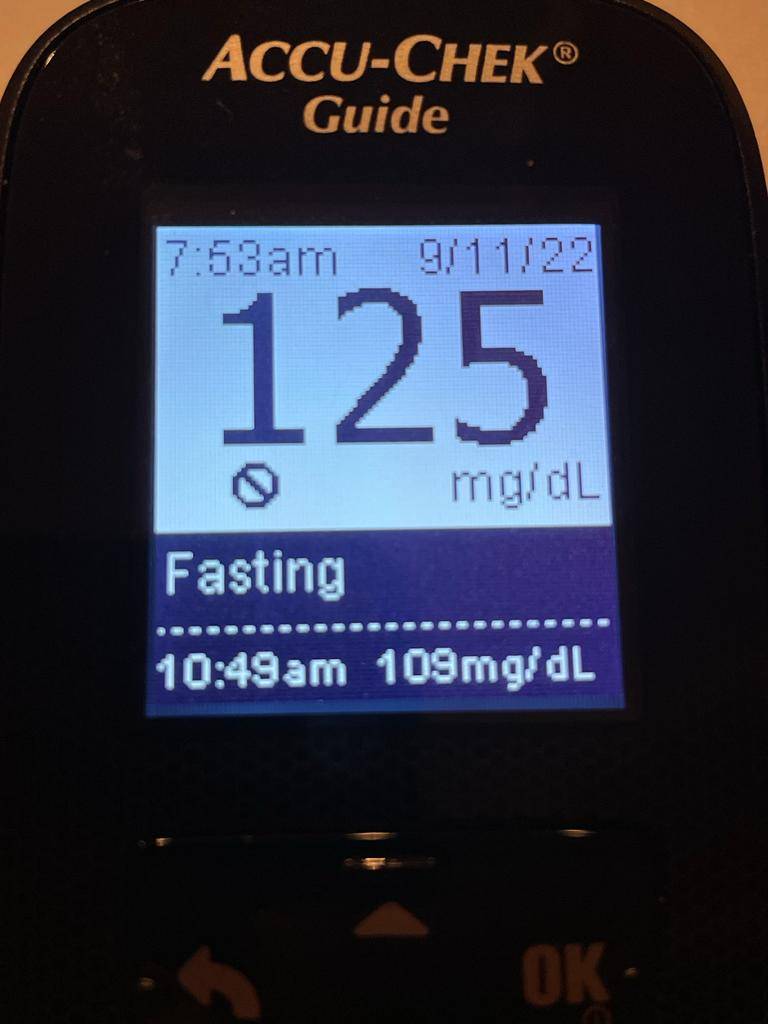 ACCU-CHEK®
Guide
7:53am 9/11/22
125
mg/dL
Fasting
10:49am 109mg/dL
OK